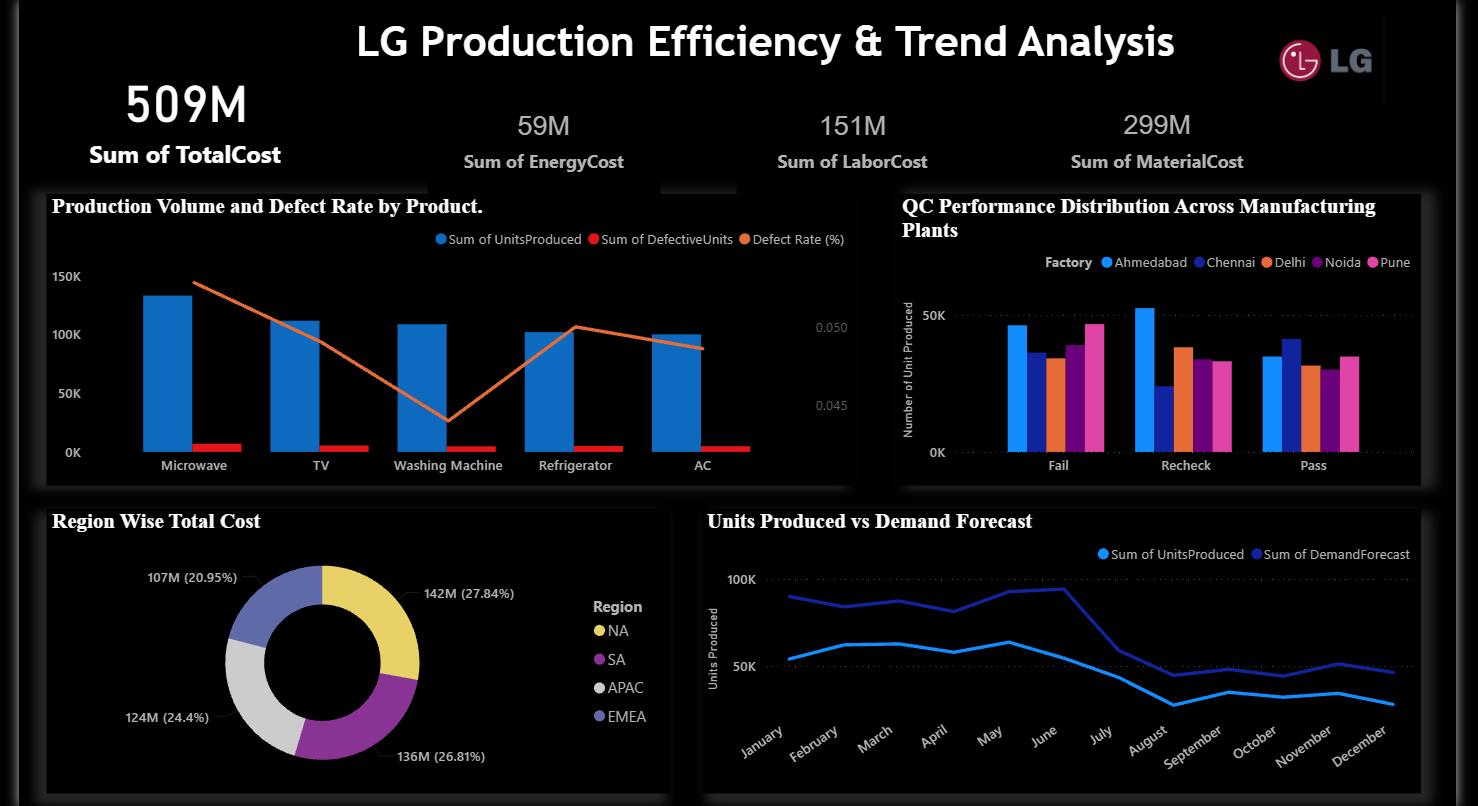 LG Production Efficiency & Trend Analysis
LG
509M
Sum of TotalCost
59M
Sum of EnergyCost
151M
Sum of LaborCost
299M
Sum of MaterialCost
Production Volume and Defect Rate by Product.
Sum of UnitsProduced Sum of DefectiveUnits Defect Rate (%)
150K
100K
50K
0K
0.050
0.045
Microwave TV Washing Machine Refrigerator AC
QC Performance Distribution Across Manufacturing
Plants
Factory Ahmedabad Chennai Delhi Noida Pune
Number of Unit Produced
50K
0K
Fail Recheck Pass
Region Wise Total Cost
107M (20.95%)
142M (27.84%)
124M (24.4%)
136M (26.81%)
Region
NA
SA
APAC
EMEA
Units Produced vs Demand Forecast
Sum of UnitsProduced Sum of DemandForecast
Units Produced
100K
50K
January February March April May June July August September October November December